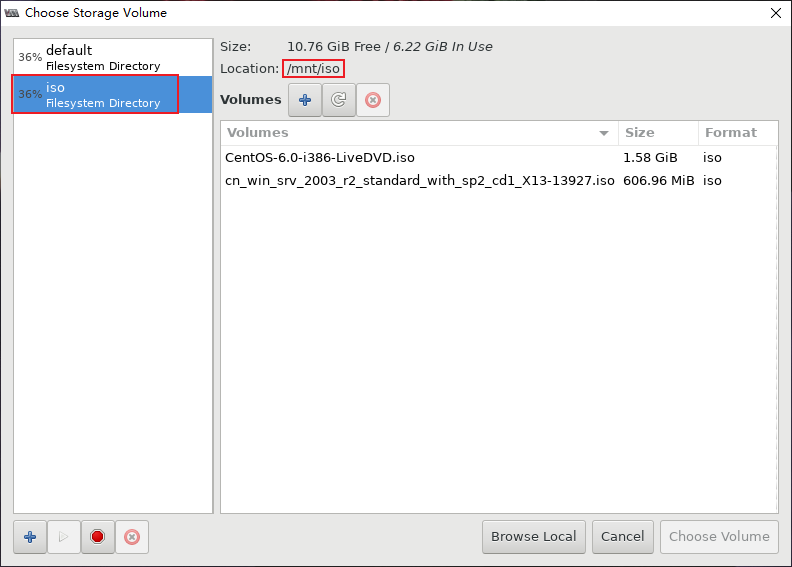 Choose Storage Volume
36% default
Filesystem Directory
36% iso
Filesystem Directory
Size: 10.76 GiB Free / 6.22 GiB In Use
Location: /mnt/iso
Volumes
Volumes Size Format
CentOS-6.0-i386-LiveDVD.iso 1.58 GiB iso
cn_win_srv_2003_r2_standard_with_sp2_cd1_X13-13927.iso 606.96 MiB iso
Browse Local Cancel Choose Volume